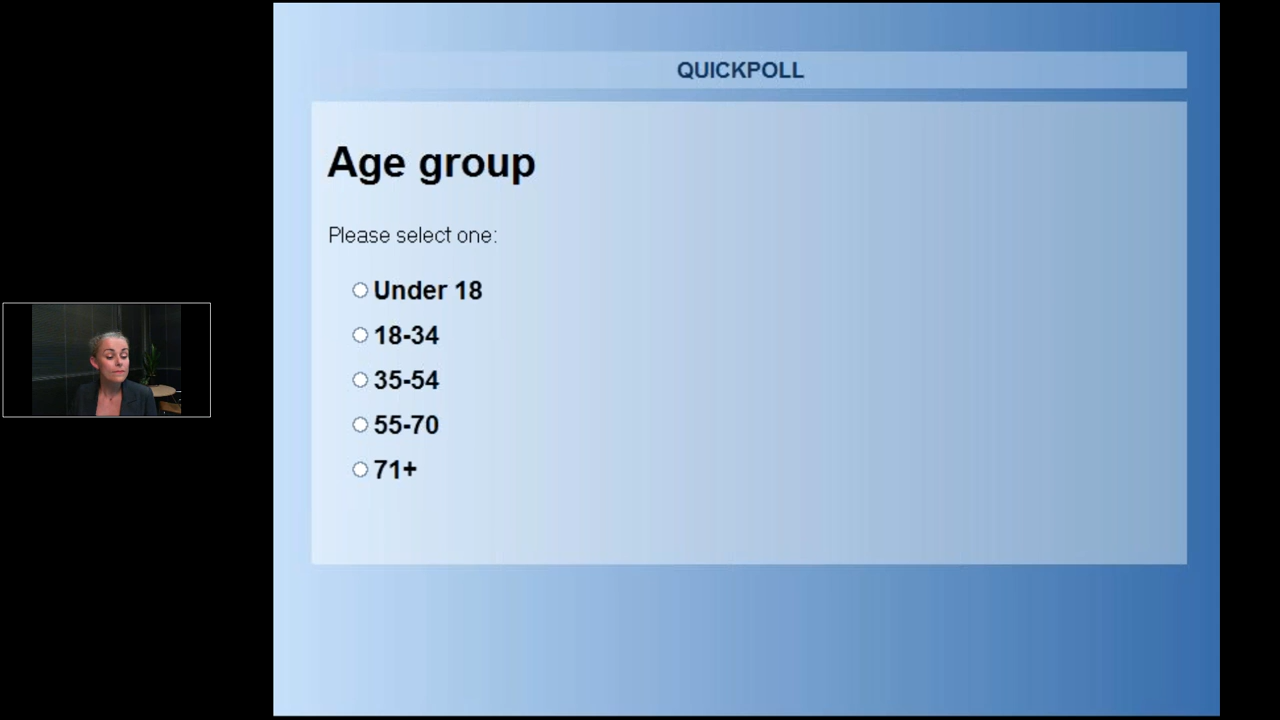 QUICKPOLL
Age group
Please select one:
Under 18
18-34
35-54
55-70
71+